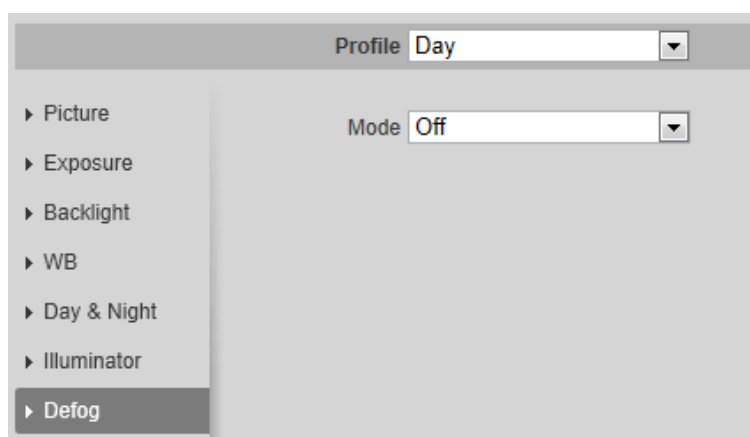 Profile Day
Picture
Mode Off
Exposure
Backlight
WB
Day & Night
Illuminator
Defog